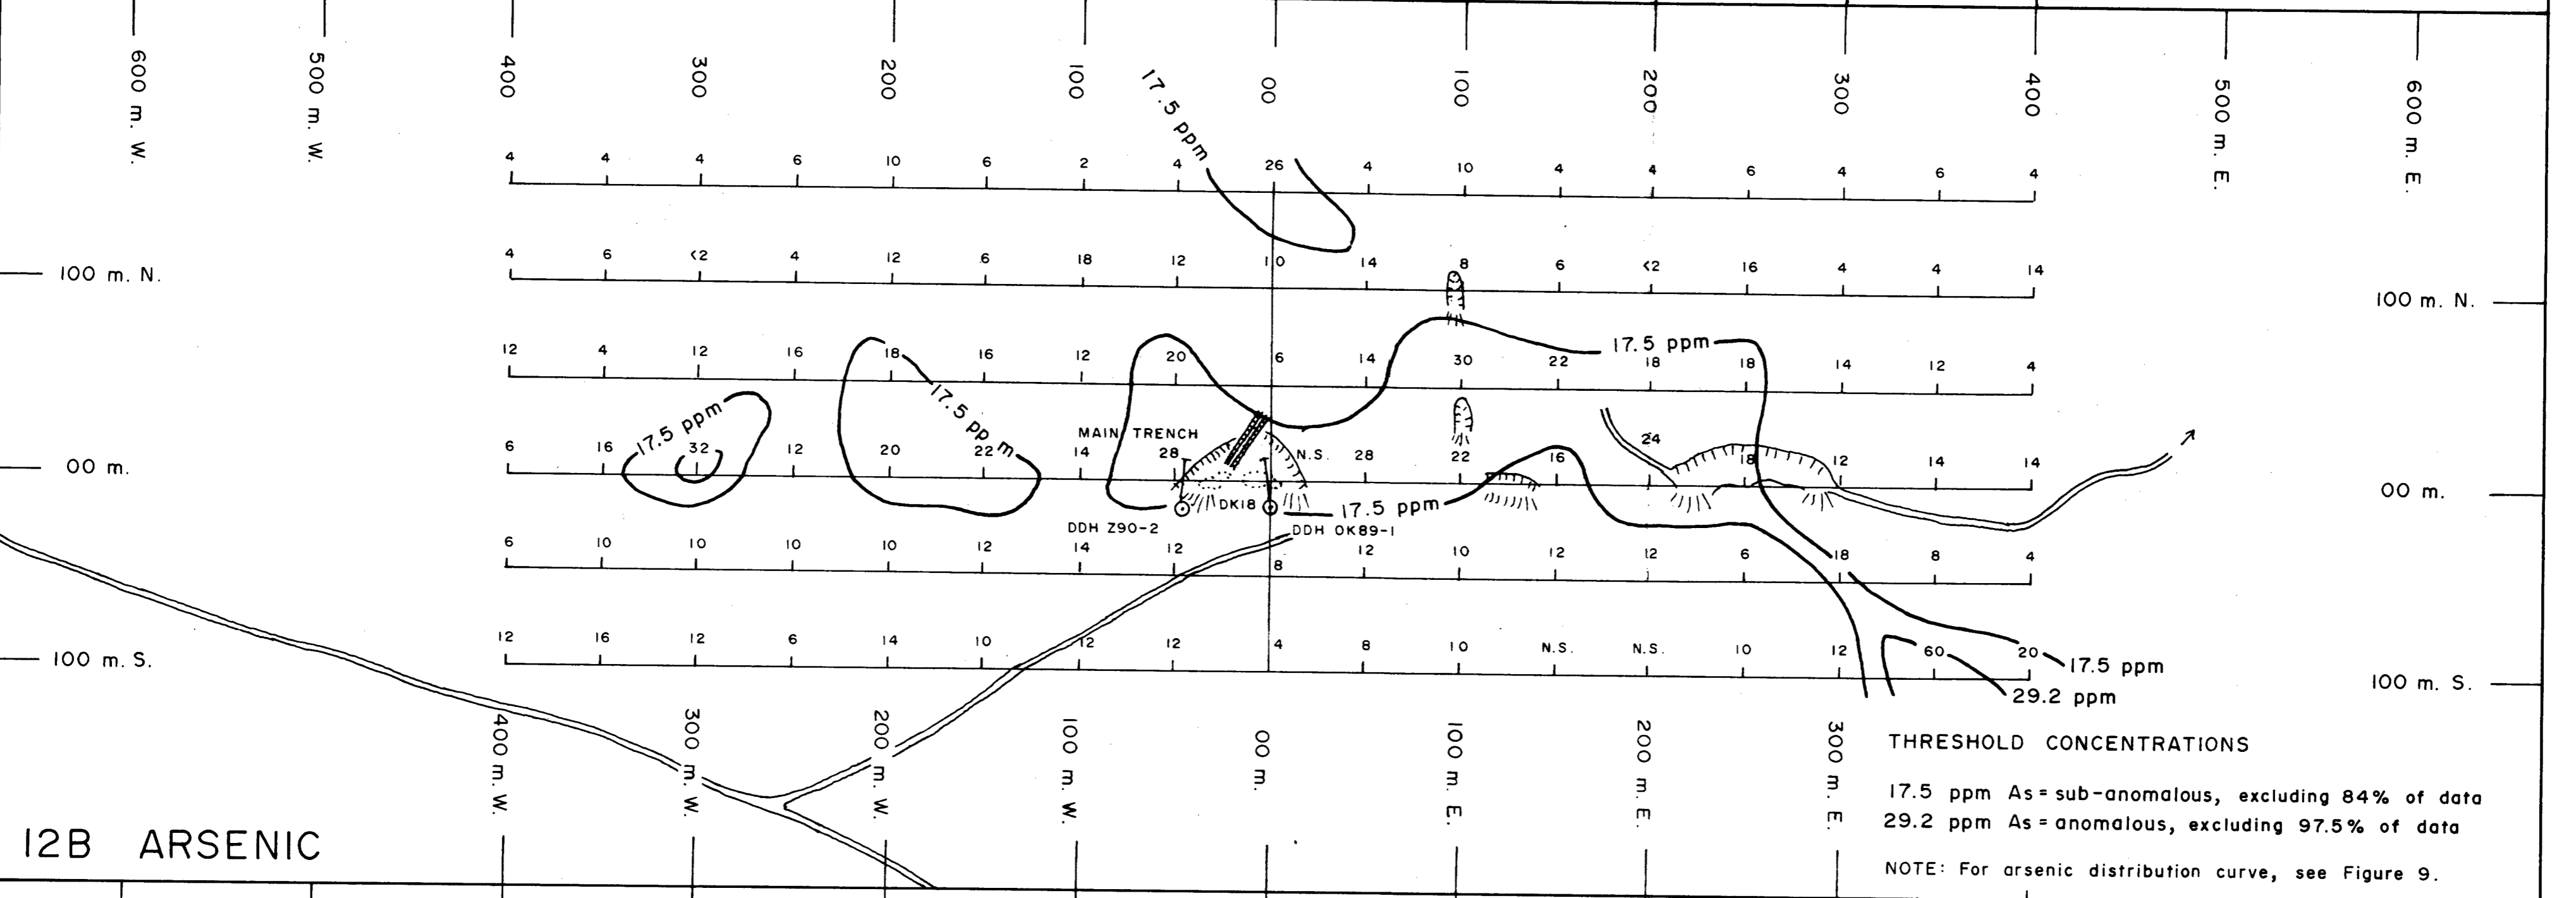 600 m. W.
500 m. W.
400
300
200
100
00
100
200
300
400
500 m. E.
600 m. E.
17.5 ppm
4 4 4 6 10 6 2 4 26 4 10 4 4 6 4 6 4
4 6 <2 4 12 6 18 12 10 14 8 6 <2 16 4 4 14
100 m. N.
100 m. N.
17.5 ppm
12 4 12 16 18 16 12 20 6 14 30 22 18 18 14 12 4
17.5 ppm
17.5 ppm
MAIN TRENCH
24
6 16 32 12 20 22 14 28 N.S. 28 22 16 18 12 14 14
00 m.
00 m.
DK18
17.5 ppm
DDH Z90-2
DDH OK89-1
6 10 10 10 10 12 14 12 8 12 10 12 12 6 18 8 4
12 16 12 6 14 10 12 12 4 8 10 N.S. N.S. 10 12 60 20
17.5 ppm
100 m. S.
100 m. S.
29.2 ppm
400 m. W.
300 m. W.
200 m. W.
100 m. W.
00 m.
100 m. E.
200 m. E.
300 m. E.
THRESHOLD CONCENTRATIONS
17.5 ppm As = sub-anomalous, excluding 84% of data
29.2 ppm As = anomalous, excluding 97.5% of data
NOTE: For arsenic distribution curve, see Figure 9.
12B ARSENIC